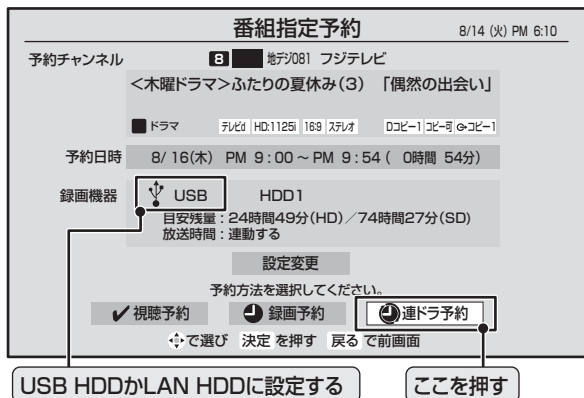 番組指定予約 8/14 (火) PM 6:10
予約チャンネル 8 地デジ081 フジテレビ
<木曜ドラマ>ふたりの夏休み(3) 「偶然の出会い」
ドラマ テレビd HD:1125i 16:9 ステレオ Dコピー1 コピー可 コピー1
予約日時 8/ 16(木) PM 9:00～PM 9:54 ( 0時間 54分)
録画機器 USB HDD1
目安残量:24時間49分(HD)／74時間27分(SD)
放送時間:連動する
設定変更
予約方法を選択してください。
✔視聴予約 録画予約 連ドラ予約
で選び 決定 を押す 戻る で前画面
USB HDDかLAN HDDに設定する ここを押す